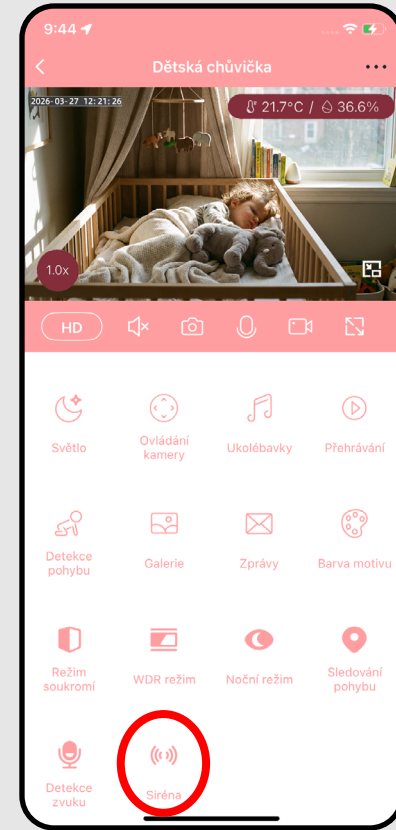 9:44
Dětská chůvička
2026-03-27 12:21:26
21.7°C / 36.6%
1.0x
HD
Světlo
Ovládání
kamery
Ukolébavky
Přehrávání
Detekce
pohybu
Galerie
Zprávy
Barva motivu
Režim
soukromí
WDR režim
Noční režim
Sledování
pohybu
Detekce
zvuku
Siréna